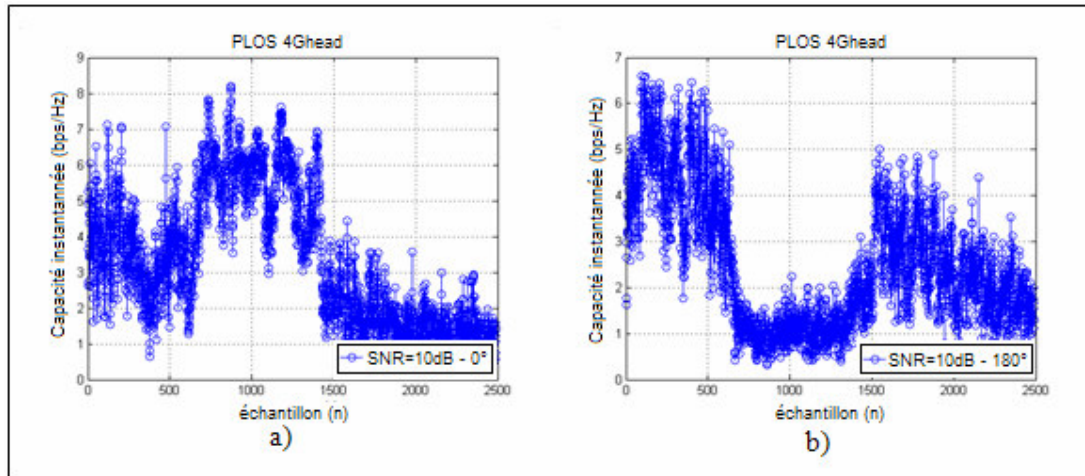 PLOS 4Ghead
Capacité instantannée (bps/Hz)
9
8
7
6
5
4
3
2
1
0
0 500 1000 1500 2000 2500
SNR=10dB - 0°
échantillon (n)
a)
PLOS 4Ghead
Capacité instantannée (bps/Hz)
7
6
5
4
3
2
1
0
0 500 1000 1500 2000 2500
SNR=10dB - 180°
échantillon (n)
b)